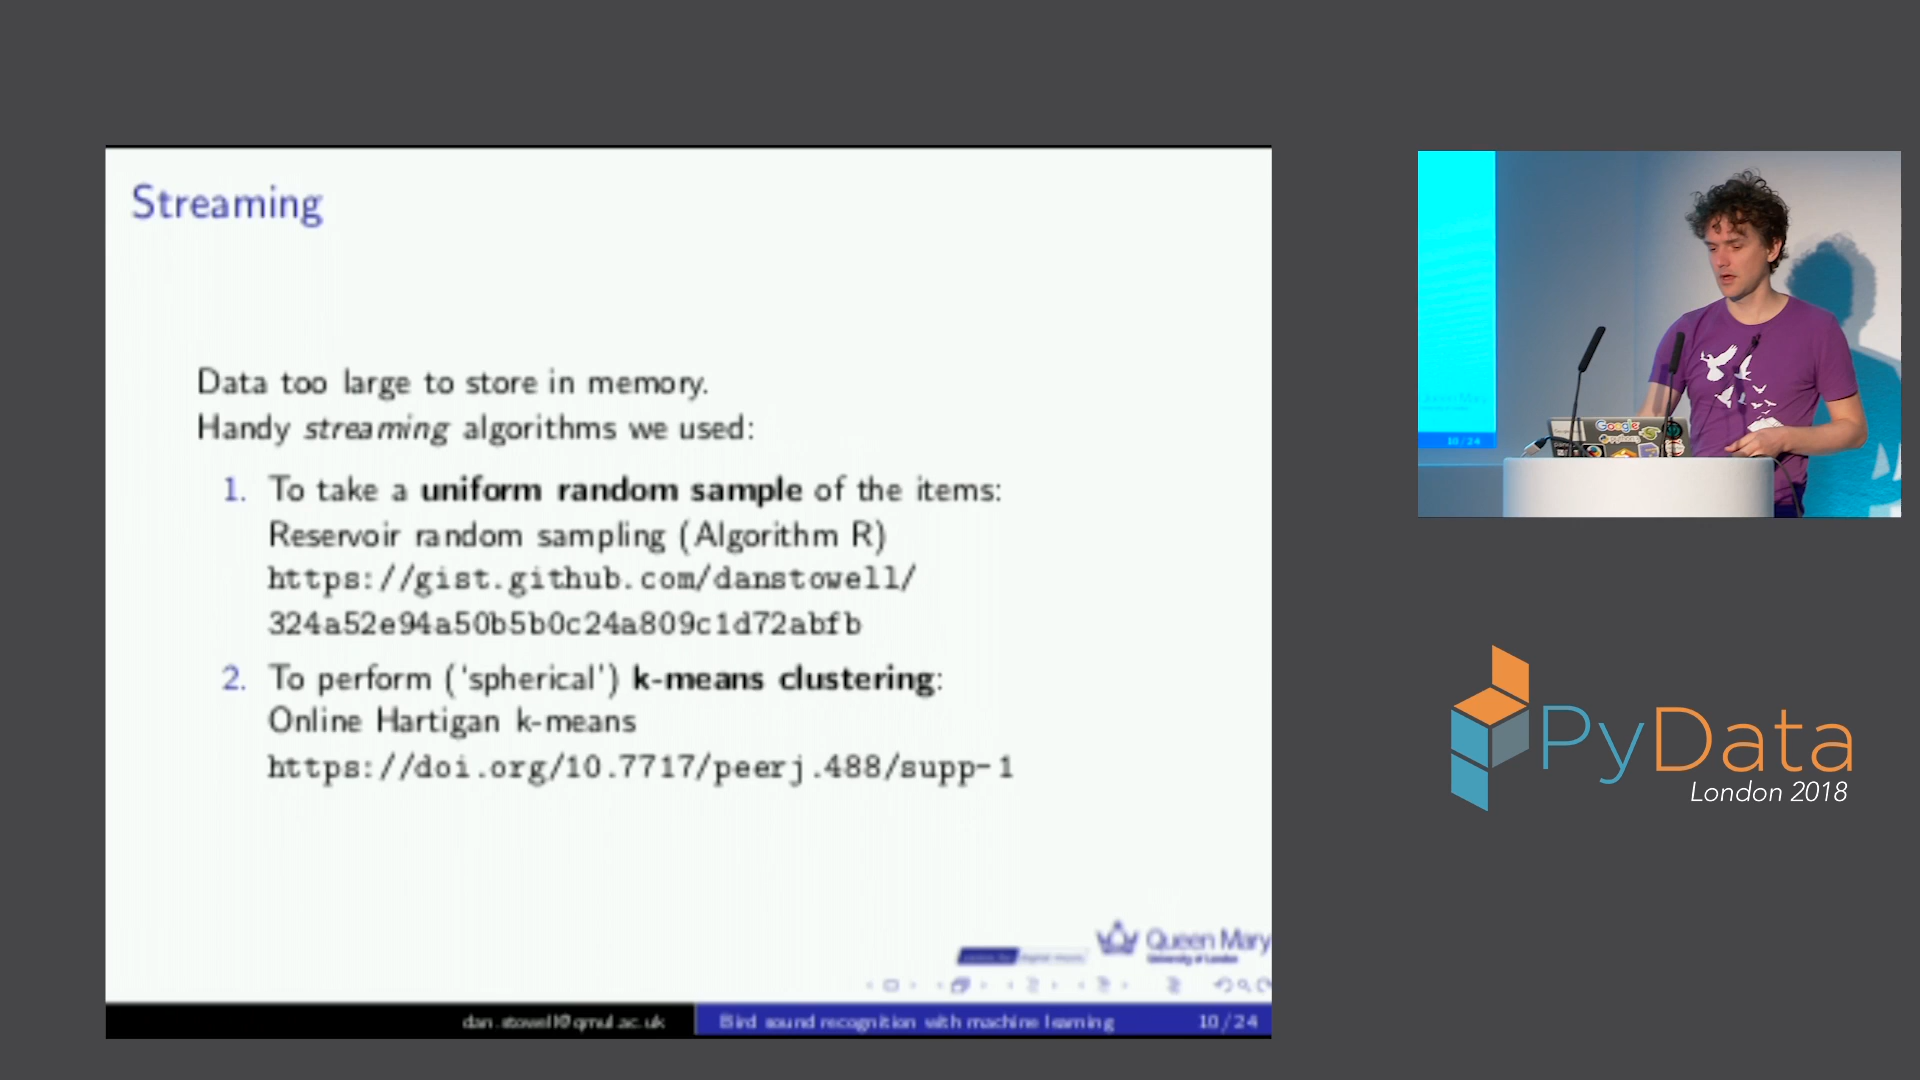 Streaming
Data too large to store in memory.
Handy streaming algorithms we used:
1. To take a uniform random sample of the items:
Reservoir random sampling (Algorithm R)
https://gist.github.com/danstowell/
324a52e94a50b5b0c24a809c1d72abfb
2. To perform ('spherical') k-means clustering:
Online Hartigan k-means
https://doi.org/10.7717/peerj.488/supp-1
Queen Mary
University of London
dan.stowell@qmul.ac.uk
Bird sound recognition with machine learning
10/24
10/24
Google
PyData
London 2018